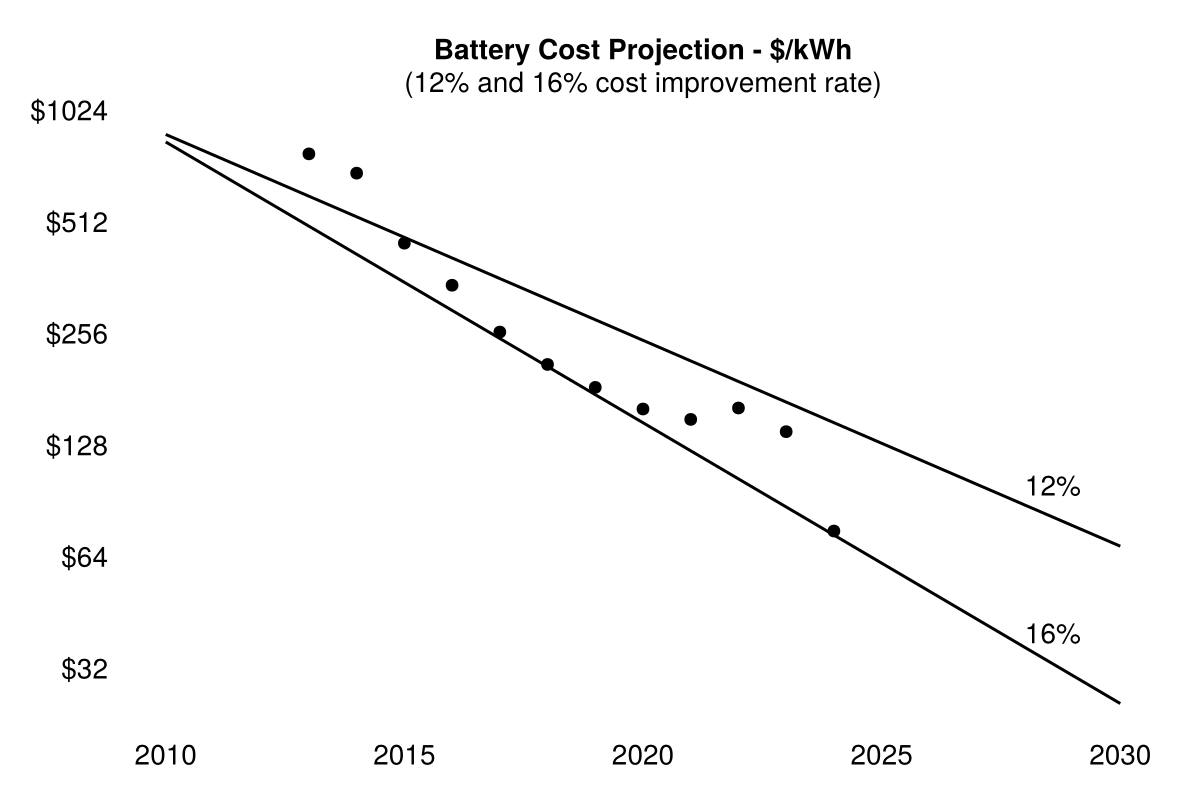 Battery Cost Projection - $/kWh
(12% and 16% cost improvement rate)
$1024
$512
$256
$128
12%
$64
16%
$32
2010 2015 2020 2025 2030